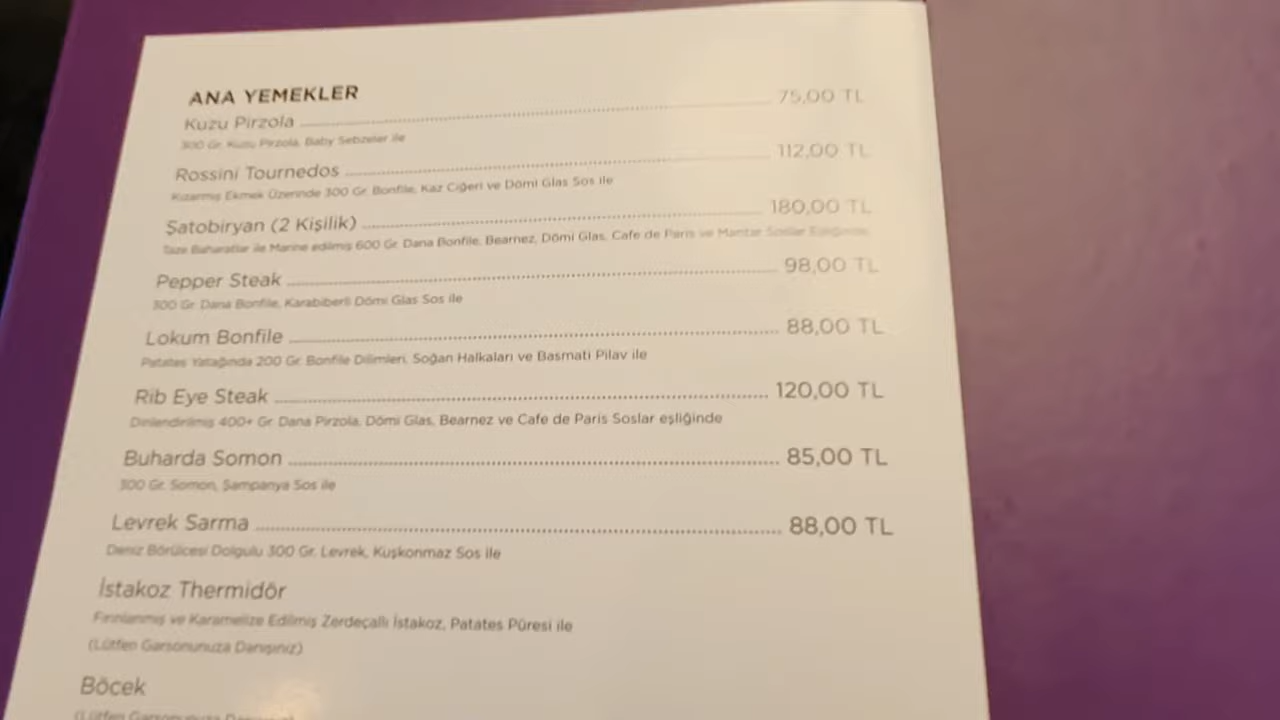 ANA YEMEKLER
Kuzu Pirzola ........ 75,00 TL
300 Gr. Kuzu Pirzola, Baby Sebzeler ile
Rossini Tournedos ........ 112,00 TL
Kızarmış Ekmek Üzerinde 300 Gr. Bonfile, Kaz Ciğeri ve Dömi Glas Sos ile
Şatobiryan (2 Kişilik) ........ 180,00 TL
Taze Baharatlar ile Marine edilmiş 600 Gr. Dana Bonfile, Bearnez, Dömi Glas, Cafe de Paris ve Mantar Soslar Eşliğinde
Pepper Steak ........ 98,00 TL
300 Gr. Dana Bonfile, Karabiberli Dömi Glas Sos ile
Lokum Bonfile ........ 88,00 TL
Patates Yatağında 200 Gr. Bonfile Dilimleri, Soğan Halkaları ve Basmati Pilav ile
Rib Eye Steak ........ 120,00 TL
Dinlendirilmiş 400+ Gr. Dana Pirzola, Dömi Glas, Bearnez ve Cafe de Paris Soslar eşliğinde
Buharda Somon ........ 85,00 TL
300 Gr. Somon, Şampanya Sos ile
Levrek Sarma ........ 88,00 TL
Deniz Börülcesi Dolgulu 300 Gr. Levrek, Kuşkonmaz Sos ile
İstakoz Thermidör
Fırınlanmış ve Karamelize Edilmiş Zerdeçallı İstakoz, Patates Püresi ile
(Lütfen Garsonunuza Danışınız)
Böcek
(Lütfen Garsonunuza Danışınız)